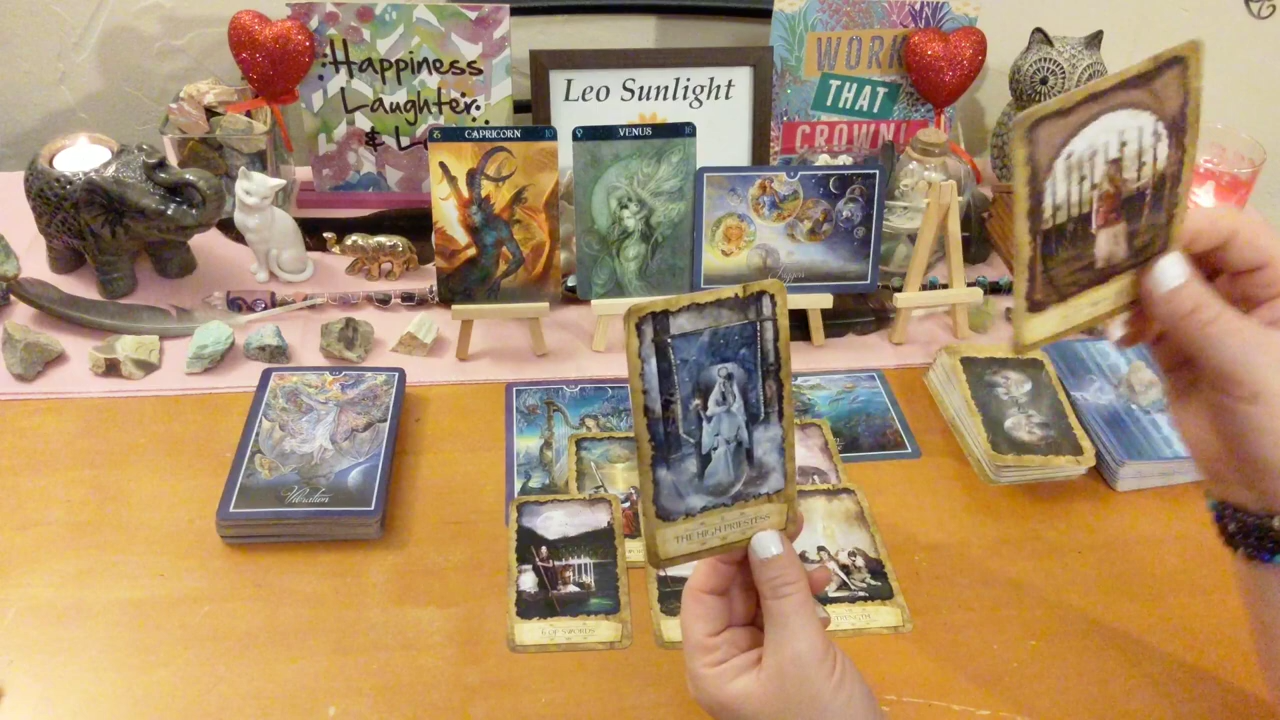 Happiness
Laughter
& L
Leo Sunlight
WORK
THAT
CROWN!
CAPRICORN 10
VENUS 16
Triggers
Vibration
THE HIGH PRIESTESS
6 OF SWORDS
STRENGTH